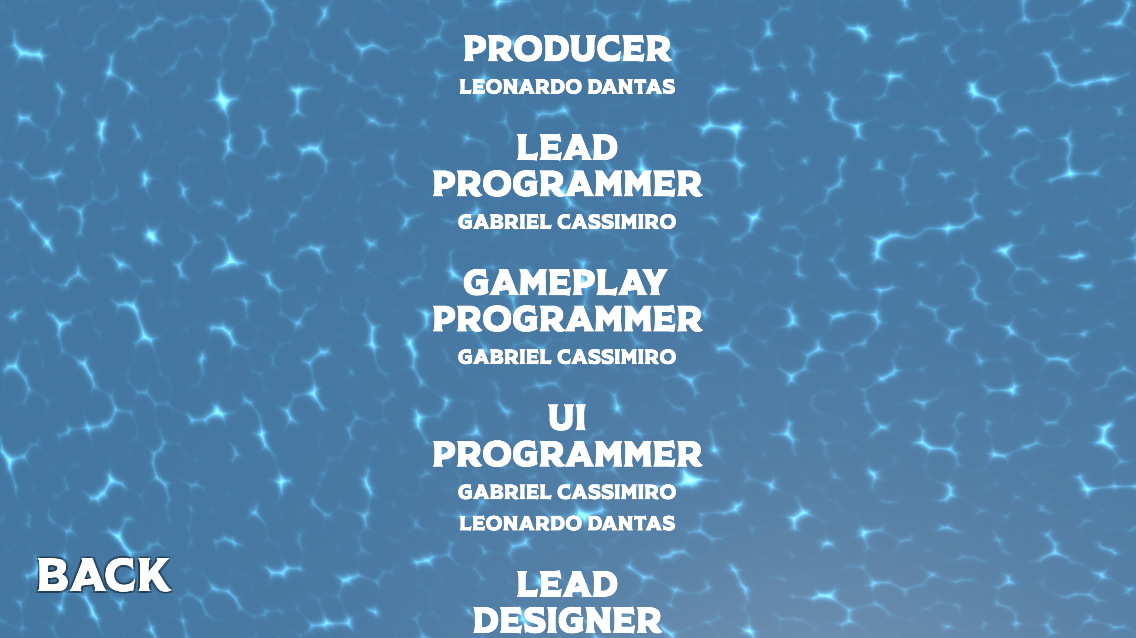 PRODUCER
LEONARDO DANTAS
LEAD
PROGRAMMER
GABRIEL CASSIMIRO
GAMEPLAY
PROGRAMMER
GABRIEL CASSIMIRO
UI
PROGRAMMER
GABRIEL CASSIMIRO
LEONARDO DANTAS
BACK
LEAD
DESIGNER